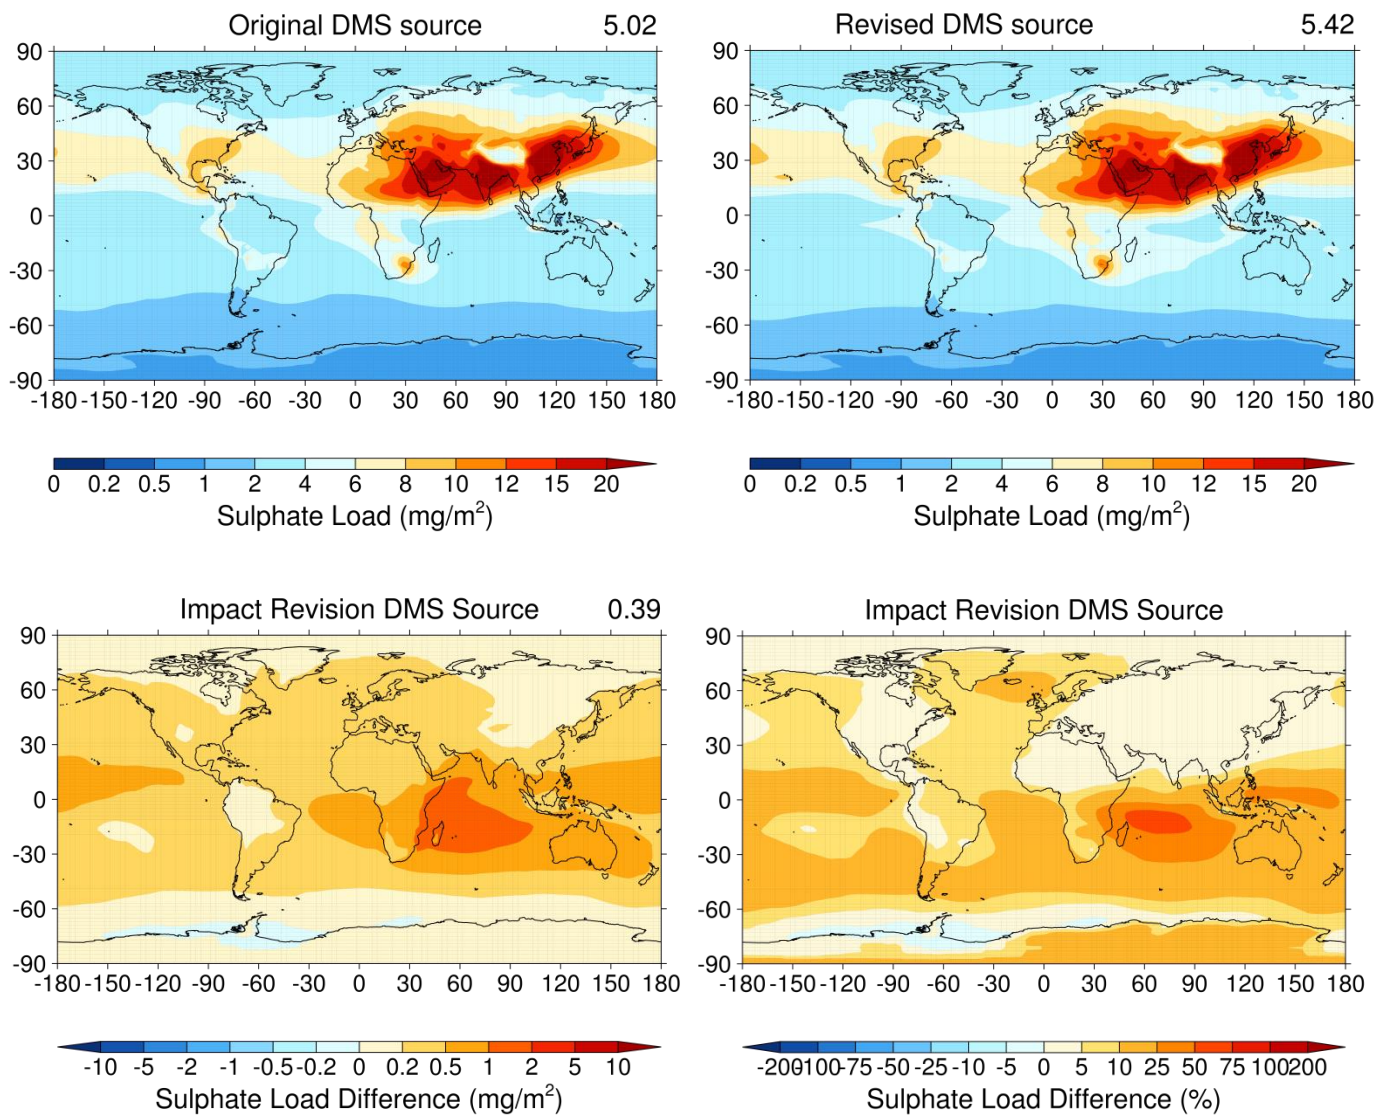 Original DMS source 5.02
90
60
30
0
-30
-60
-90
-180 -150 -120 -90 -60 -30 0 30 60 90 120 150 180
0 0.2 0.5 1 2 4 6 8 10 12 15 20
Sulphate Load (mg/m²)
Revised DMS source 5.42
90
60
30
0
-30
-60
-90
-180 -150 -120 -90 -60 -30 0 30 60 90 120 150 180
0 0.2 0.5 1 2 4 6 8 10 12 15 20
Sulphate Load (mg/m²)
Impact Revision DMS Source 0.39
90
60
30
0
-30
-60
-90
-180 -150 -120 -90 -60 -30 0 30 60 90 120 150 180
-10 -5 -2 -1 -0.5 -0.2 0 0.2 0.5 1 2 5 10
Sulphate Load Difference (mg/m²)
Impact Revision DMS Source
90
60
30
0
-30
-60
-90
-180 -150 -120 -90 -60 -30 0 30 60 90 120 150 180
-200 -100 -75 -50 -25 -10 -5 0 5 10 25 50 75 100 200
Sulphate Load Difference (%)